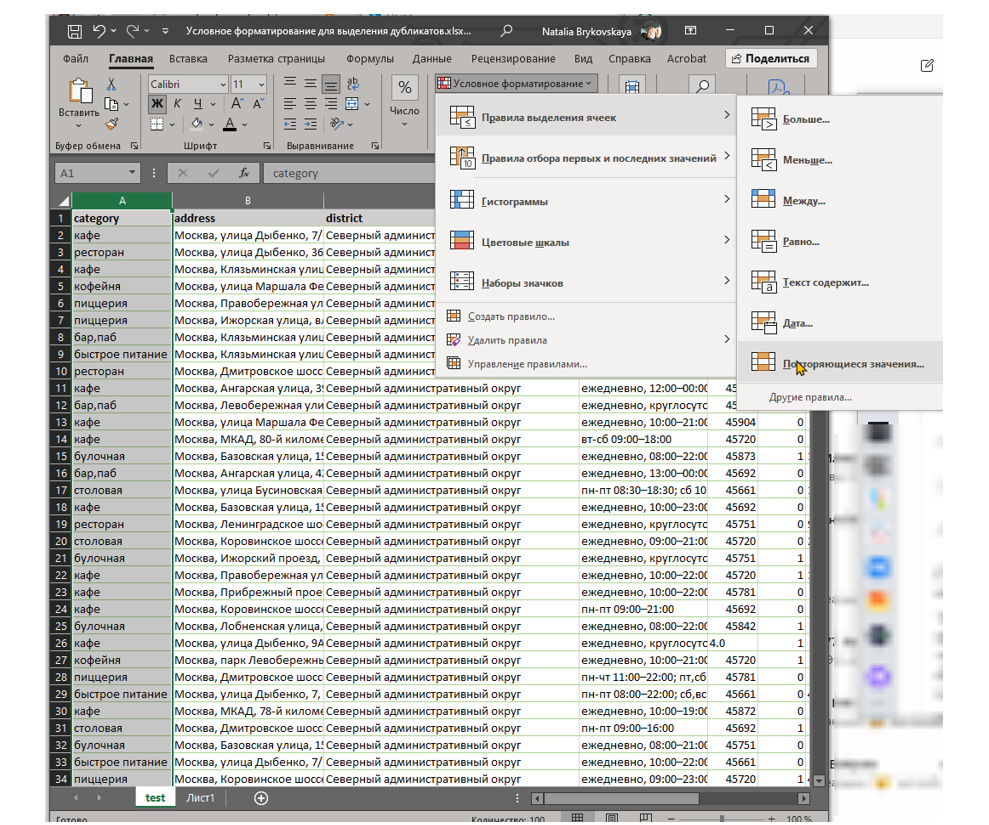 Условное форматирование для выделения дубликатов.xlsx...
Natalia Brykovskaya
Файл Главная Вставка Разметка страницы Формулы Данные Рецензирование Вид Справка Acrobat Поделиться
Calibri 11 % Условное форматирование
Вставить Ж К Ч Число
Буфер обмена Шрифт Выравнивание
Правила выделения ячеек
Правила отбора первых и последних значений
Гистограммы
Цветовые шкалы
Наборы значков
Создать правило...
Удалить правила
Управление правилами...
Больше...
Меньше...
Между...
Равно...
Текст содержит...
Дата...
Повторяющиеся значения...
Другие правила...
A1 fx category
A B
1 category address district
2 кафе Москва, улица Дыбенко, 7/ Северный админист
3 ресторан Москва, улица Дыбенко, 36 Северный админист
4 кафе Москва, Клязьминская улиц Северный админист
5 кофейня Москва, улица Маршала Фе Северный админист
6 пиццерия Москва, Правобережная ул Северный админист
7 пиццерия Москва, Ижорская улица, вл Северный админист
8 бар,паб Москва, Клязьминская улиц Северный админист
9 быстрое питание Москва, Клязьминская улиц Северный админист
10 ресторан Москва, Дмитровское шосс Северный админист
11 кафе Москва, Ангарская улица, 39 Северный административный округ ежедневно, 12:00–00:00 45
12 бар,паб Москва, Левобережная ули Северный административный округ ежедневно, круглосуто 45
13 кафе Москва, улица Маршала Фе Северный административный округ ежедневно, 10:00–21:00 45904 0
14 кафе Москва, МКАД, 80-й киломе Северный административный округ вт-сб 09:00–18:00 45720 0
15 булочная Москва, Базовская улица, 15 Северный административный округ ежедневно, 08:00–22:00 45873 1
16 бар,паб Москва, Ангарская улица, 42 Северный административный округ ежедневно, 13:00–00:00 45692 0
17 столовая Москва, улица Бусиновская Северный административный округ пн-пт 08:30–18:30; сб 10 45661 0
18 кафе Москва, Базовская улица, 15 Северный административный округ ежедневно, 10:00–23:00 45692 0
19 ресторан Москва, Ленинградское шо Северный административный округ ежедневно, круглосуто 45751 0
20 столовая Москва, Коровинское шосс Северный административный округ ежедневно, 09:00–21:00 45720 0
21 булочная Москва, Ижорский проезд, Северный административный округ ежедневно, круглосуто 45751 1
22 кафе Москва, Правобережная ул Северный административный округ ежедневно, 10:00–22:00 45720 1
23 кафе Москва, Прибрежный прое Северный административный округ ежедневно, 10:00–22:00 45781 0
24 кафе Москва, Коровинское шосс Северный административный округ пн-пт 09:00–21:00 45692 0
25 булочная Москва, Лобненская улица, Северный административный округ ежедневно, 08:00–22:00 45842 1
26 кафе Москва, улица Дыбенко, 9А Северный административный округ ежедневно, круглосуто 4.0 1
27 кофейня Москва, парк Левобережны Северный административный округ ежедневно, 10:00–21:00 45720 1
28 пиццерия Москва, Дмитровское шосс Северный административный округ пн-чт 11:00–22:00; пт,сб 45781 0
29 быстрое питание Москва, улица Дыбенко, 7, Северный административный округ пн-пт 08:00–22:00; сб,вс 45661 0
30 кафе Москва, МКАД, 78-й киломе Северный административный округ ежедневно, 10:00–19:00 45872 0
31 столовая Москва, Дмитровское шосс Северный административный округ пн-пт 09:00–16:00 45692 1
32 булочная Москва, Базовская улица, 15 Северный административный округ ежедневно, 08:00–21:00 45751 0
33 быстрое питание Москва, улица Дыбенко, 7/ Северный административный округ ежедневно, 10:00–22:00 45661 0
34 пиццерия Москва, Коровинское шосс Северный административный округ ежедневно, 09:00–23:00 45720 1
test Лист1
Готово Количество: 100 100 %